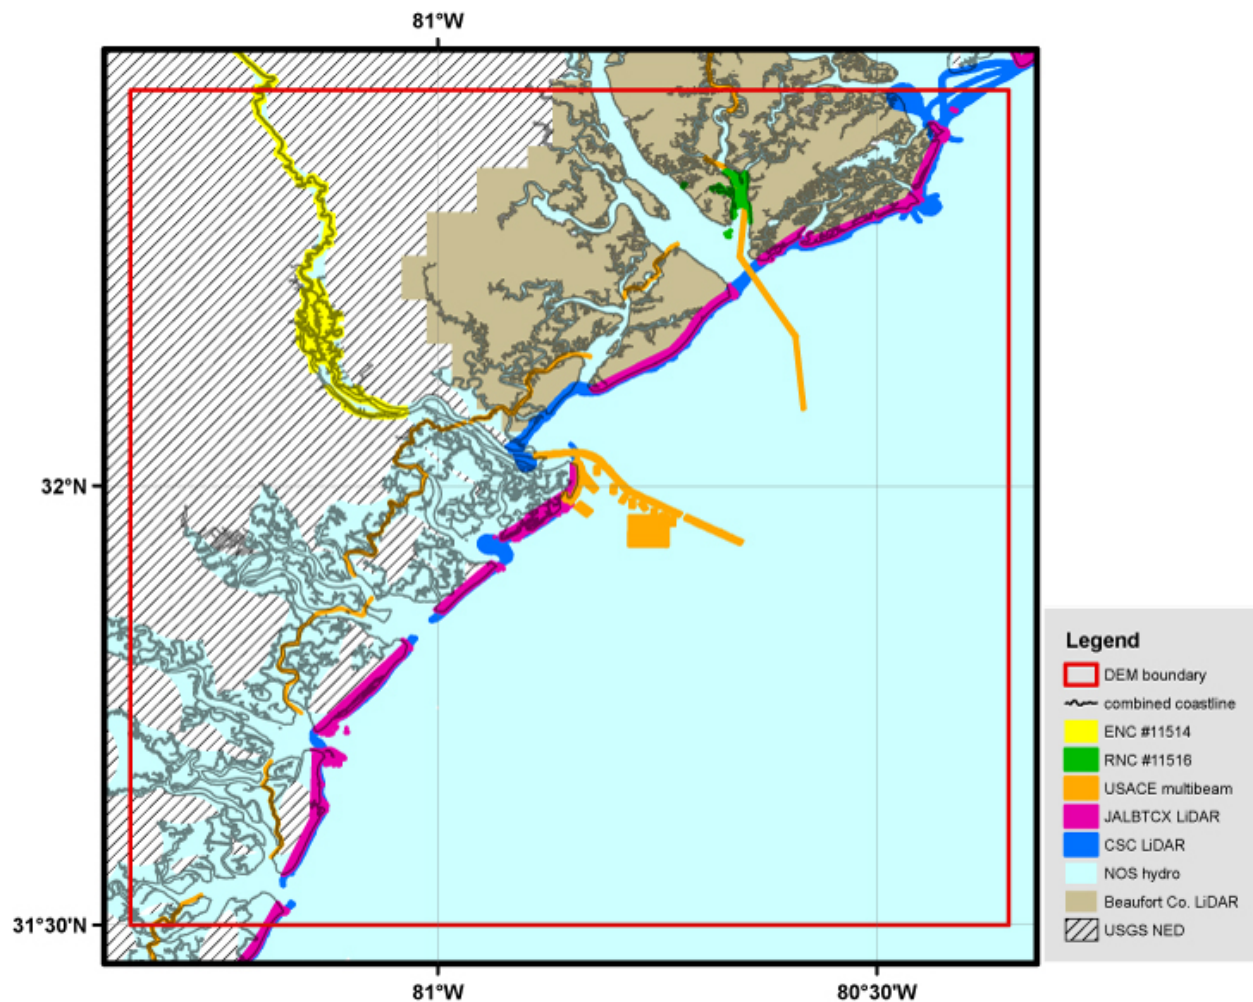 81°W
32°N
Legend
DEM boundary
combined coastline
ENC #11514
RNC #11516
USACE multibeam
JALBTCX LiDAR
CSC LiDAR
NOS hydro
Beaufort Co. LiDAR
USGS NED
31°30'N
81°W
80°30'W